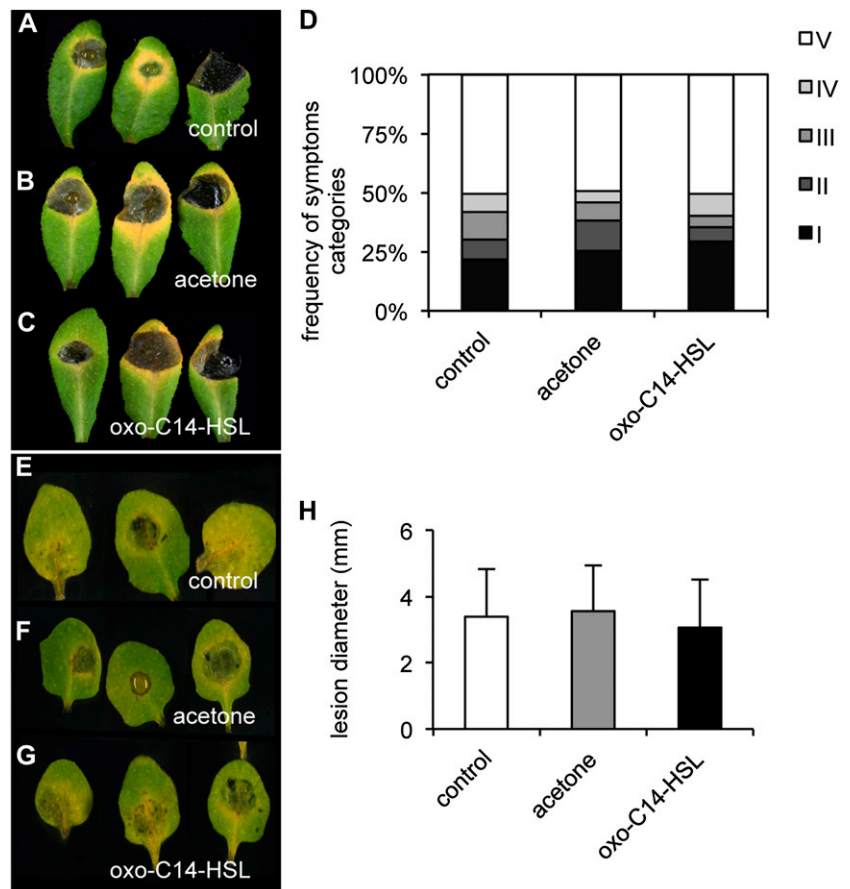 A
control
B
acetone
C
oxo-C14-HSL
D
V
IV
III
II
I
100%
75%
50%
25%
0%
frequency of symptoms
categories
control
acetone
oxo-C14-HSL
E
control
F
acetone
G
oxo-C14-HSL
H
6
4
2
0
lesion diameter (mm)
control
acetone
oxo-C14-HSL